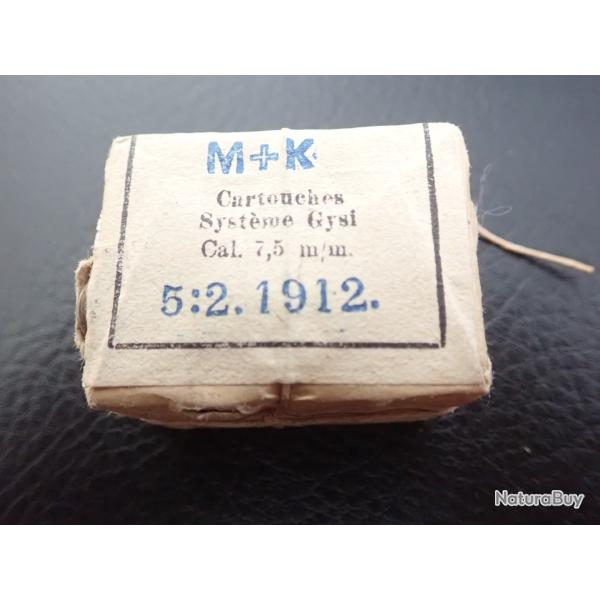 M+K
Cartouches
Système Gysi
Cal. 7,5 m/m.
5:2.1912.
NaturaBuy